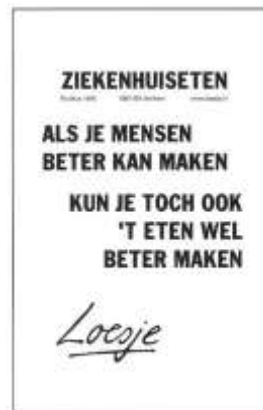 ZIEKENHUISETEN
ALS JE MENSEN
BETER KAN MAKEN
KUN JE TOCH OOK
'T ETEN WEL
BETER MAKEN
Loesje